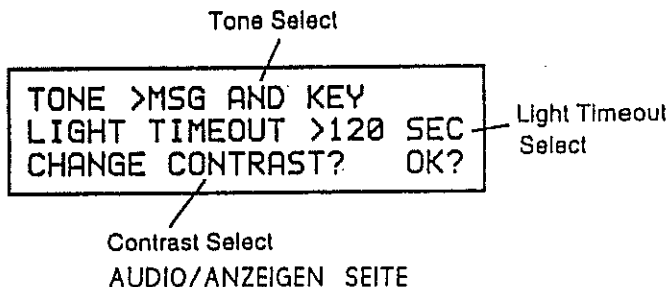 Tone Select
TONE >MSG AND KEY
LIGHT TIMEOUT >120 SEC
CHANGE CONTRAST? OK?
Light Timeout
Select
Contrast Select
AUDIO/ANZEIGEN SEITE